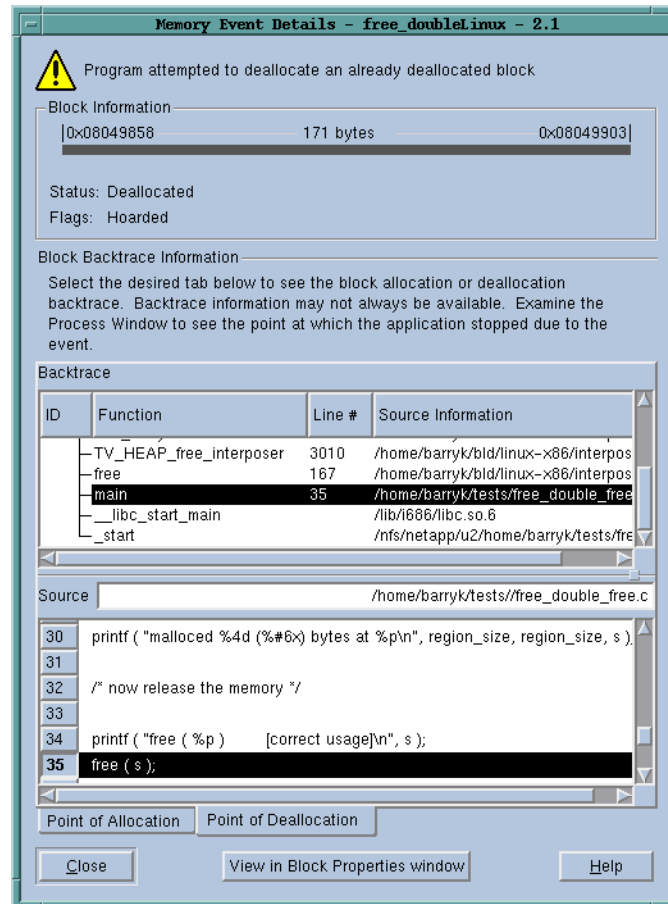 Memory Event Details - free_doubleLinux - 2.1
Program attempted to deallocate an already deallocated block
Block Information
|0x08049858 171 bytes 0x08049903|
Status: Deallocated
Flags: Hoarded
Block Backtrace Information
Select the desired tab below to see the block allocation or deallocation
backtrace. Backtrace information may not always be available. Examine the
Process Window to see the point at which the application stopped due to the
event.
Backtrace
ID Function Line # Source Information
TV_HEAP_free_interposer 3010 /home/barryk/bld/linux-x86/interpos
free 167 /home/barryk/bld/linux-x86/interpos
main 35 /home/barryk/tests/free_double_free
__libc_start_main /lib/i686/libc.so.6
_start /nfs/netapp/u2/home/barryk/tests/fre
Source /home/barryk/tests//free_double_free.c
30 printf ( "malloced %4d (%#6x) bytes at %p\n", region_size, region_size, s )
31
32 /* now release the memory */
33
34 printf ( "free ( %p ) [correct usage]\n", s );
35 free ( s );
Point of Allocation Point of Deallocation
Close View in Block Properties window Help